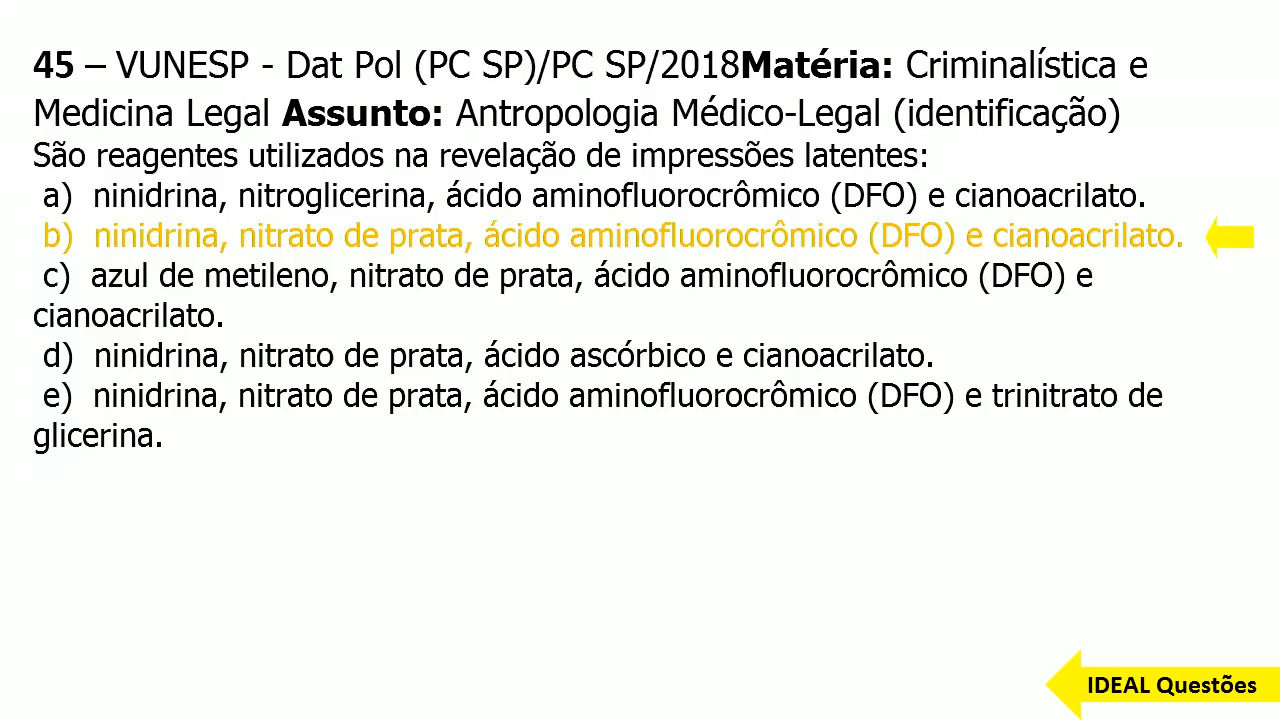 45 – VUNESP - Dat Pol (PC SP)/PC SP/2018Matéria: Criminalística e
Medicina Legal Assunto: Antropologia Médico-Legal (identificação)
São reagentes utilizados na revelação de impressões latentes:
a) ninidrina, nitroglicerina, ácido aminofluorocrômico (DFO) e cianoacrilato.
b) ninidrina, nitrato de prata, ácido aminofluorocrômico (DFO) e cianoacrilato.
c) azul de metileno, nitrato de prata, ácido aminofluorocrômico (DFO) e
cianoacrilato.
d) ninidrina, nitrato de prata, ácido ascórbico e cianoacrilato.
e) ninidrina, nitrato de prata, ácido aminofluorocrômico (DFO) e trinitrato de
glicerina.
IDEAL Questões